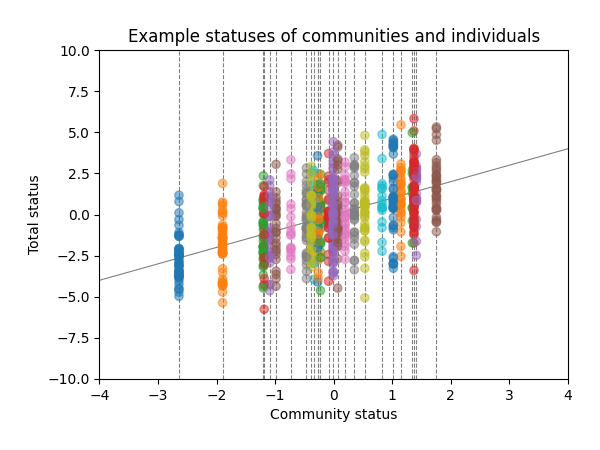 Example statuses of communities and individuals
10.0
7.5
5.0
2.5
0.0
−2.5
−5.0
−7.5
−10.0
Total status
−4 −3 −2 −1 0 1 2 3 4
Community status